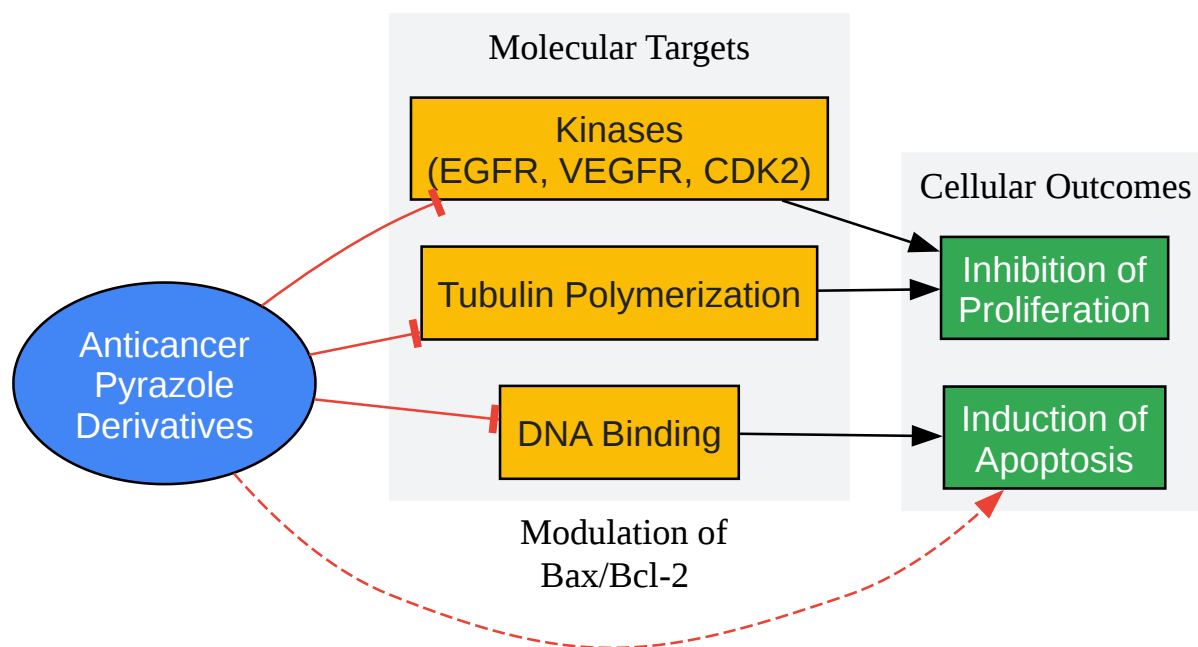 Molecular Targets
Kinases
(EGFR, VEGFR, CDK2)
Cellular Outcomes
Inhibition of
Proliferation
Tubulin Polymerization
Anticancer
Pyrazole
Derivatives
DNA Binding
Induction of
Apoptosis
Modulation of
Bax/Bcl-2